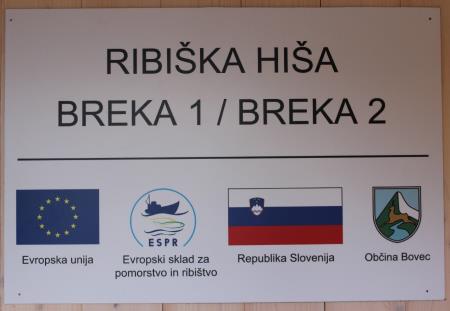 RIBIŠKA HIŠA
BREKA 1 / BREKA 2
ESPR
Evropska unija
Evropski sklad za
pomorstvo in ribištvo
Republika Slovenija
Občina Bovec